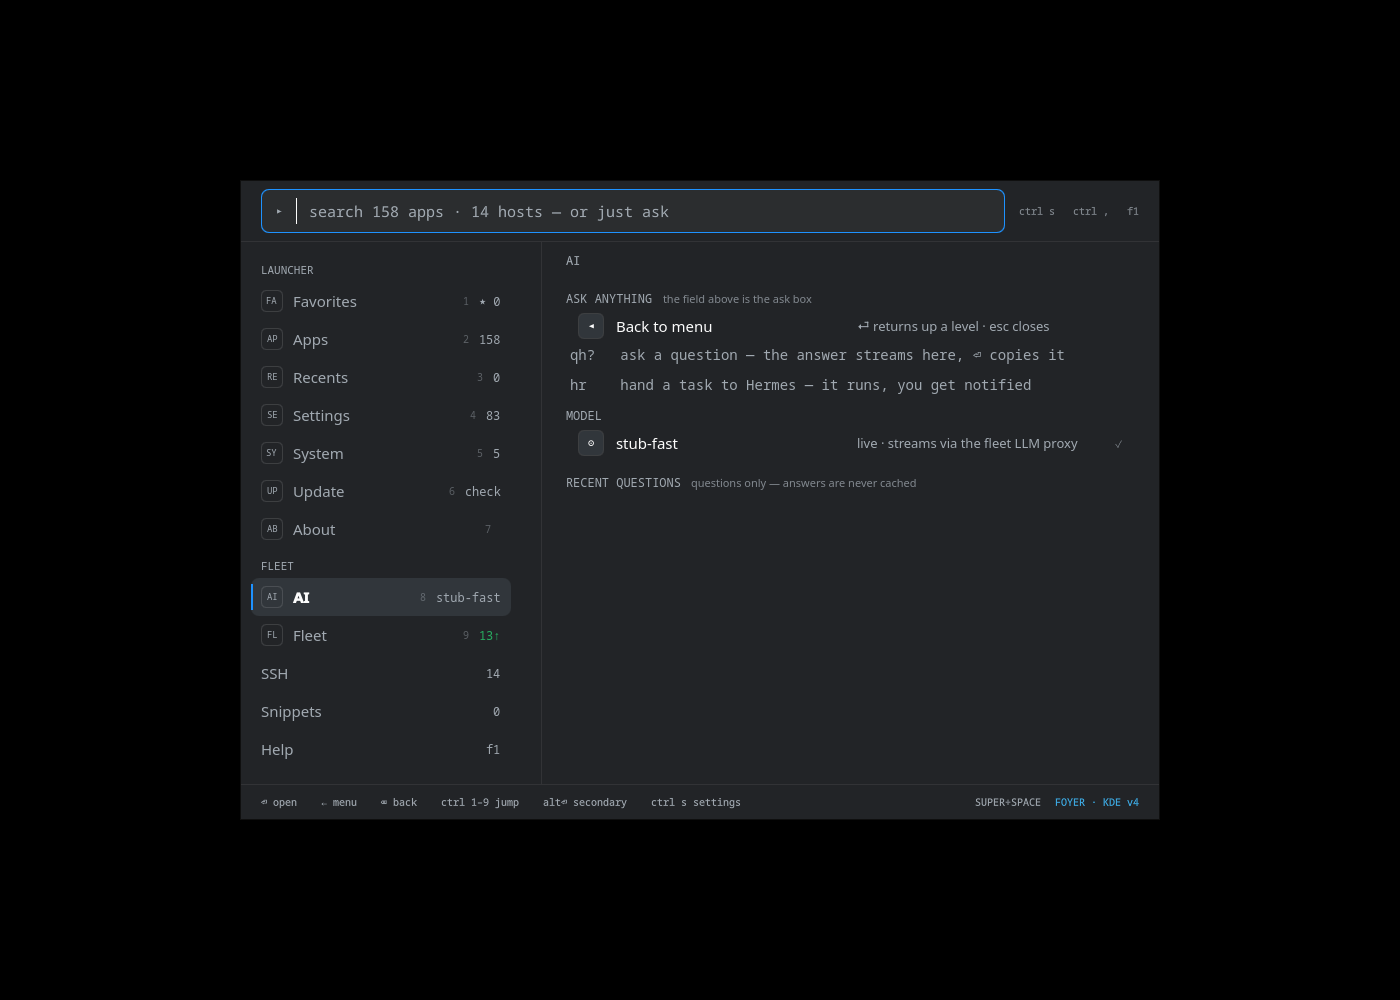 ▸ search 158 apps · 14 hosts — or just ask ctrl s ctrl , f1
LAUNCHER
FA Favorites 1 ★ 0
AP Apps 2 158
RE Recents 3 0
SE Settings 4 83
SY System 5 5
UP Update 6 check
AB About 7
FLEET
AI AI 8 stub-fast
FL Fleet 9 13↑
SSH 14
Snippets 0
Help f1
AI
ASK ANYTHING the field above is the ask box
◂ Back to menu ⏎ returns up a level · esc closes
qh? ask a question — the answer streams here, ⏎ copies it
hr hand a task to Hermes — it runs, you get notified
MODEL
⚙ stub-fast live · streams via the fleet LLM proxy ✓
RECENT QUESTIONS questions only — answers are never cached
⏎ open ← menu ⌫ back ctrl 1–9 jump alt⏎ secondary ctrl s settings SUPER+SPACE FOYER · KDE v4